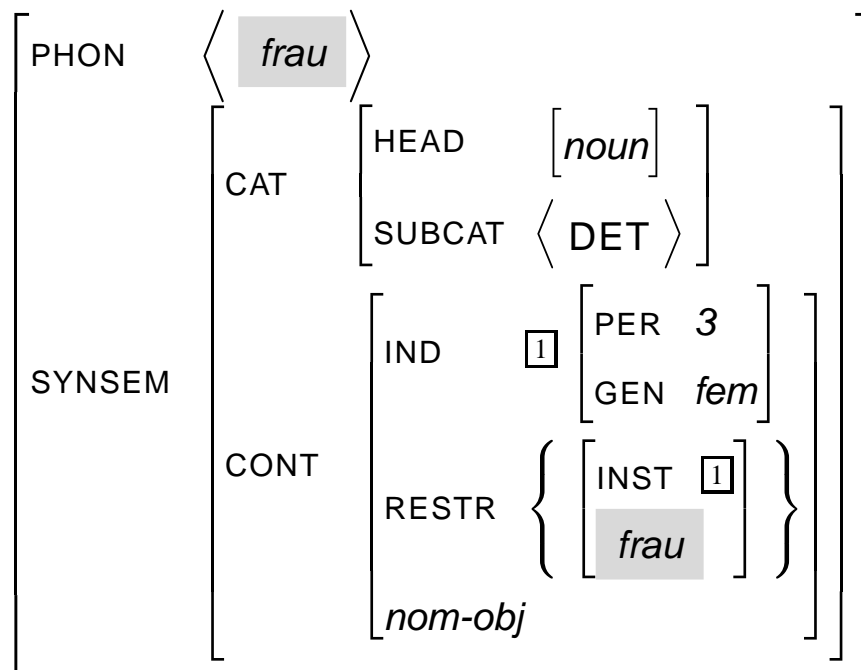 PHON ⟨ frau ⟩
HEAD [noun]
CAT
SUBCAT ⟨ DET ⟩
PER 3
IND 1
GEN fem
SYNSEM
INST 1
CONT
RESTR { }
frau
nom-obj